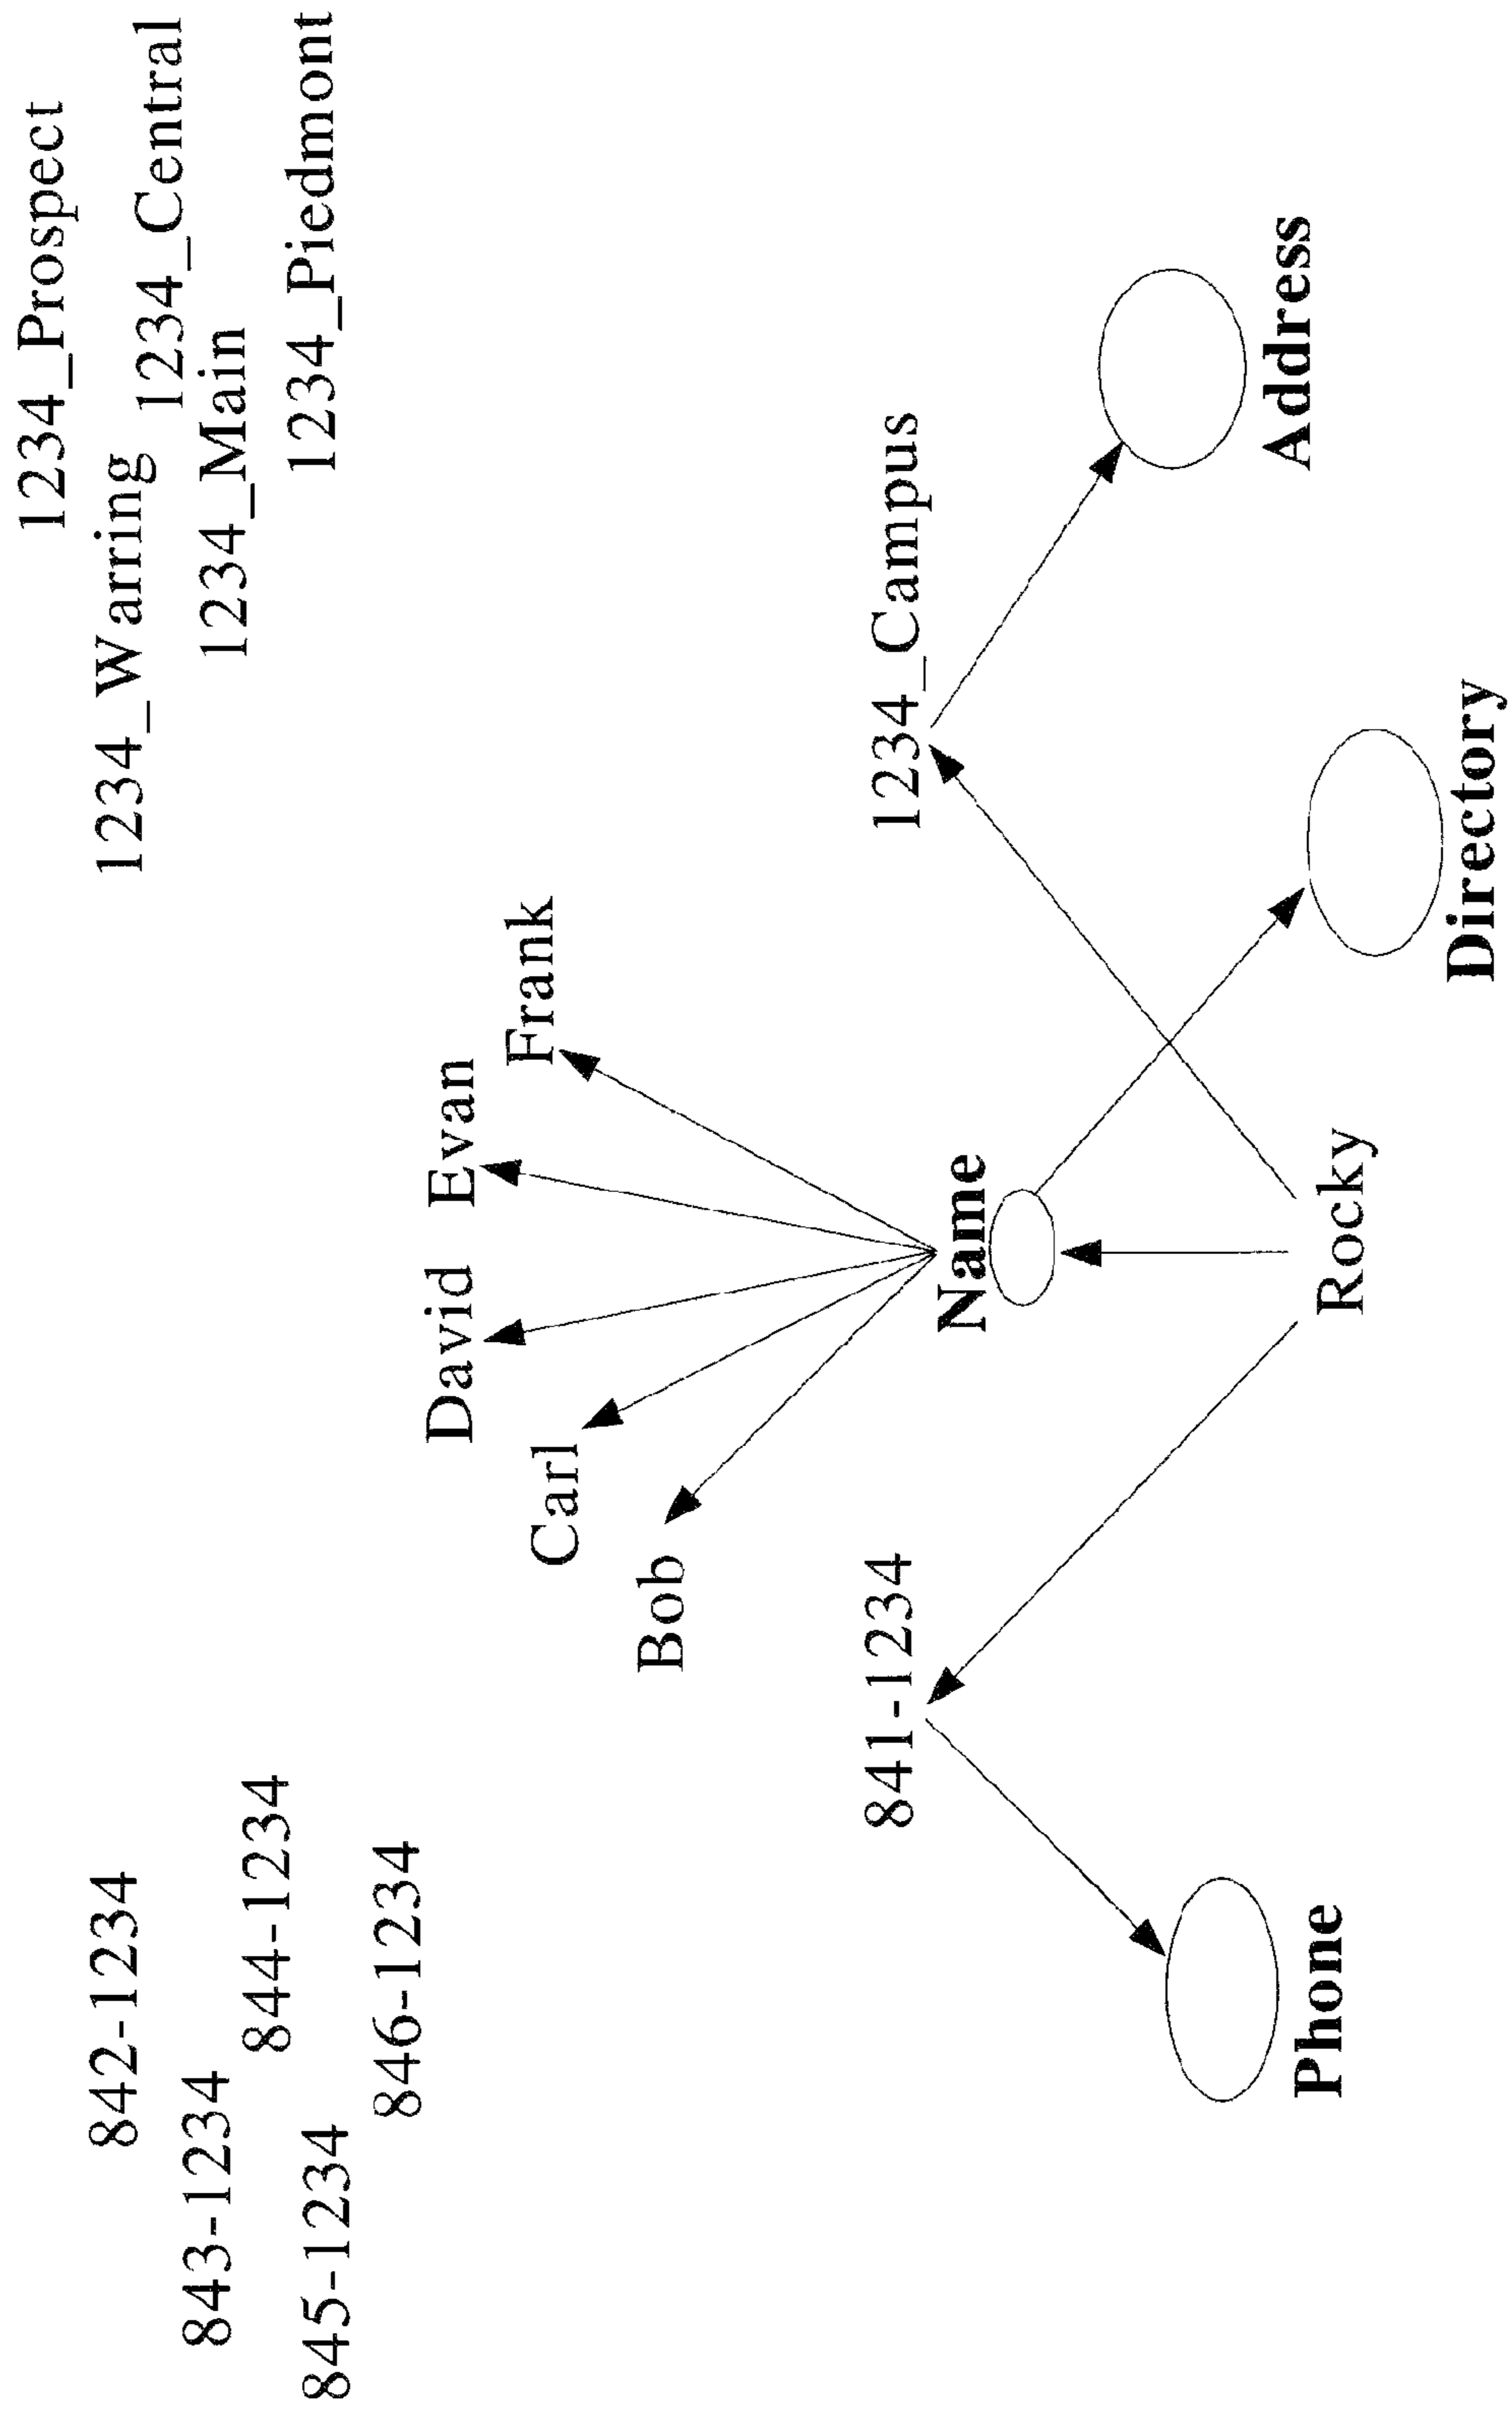 1234_Prospect
842-1234
1234_Warring
1234_Central
843-1234
1234_Main
844-1234
1234_Piedmont
845-1234
846-1234
David
Evan
Carl
Frank
Bob
841-1234
1234_Campus
Name
Address
Phone
Rocky
Directory